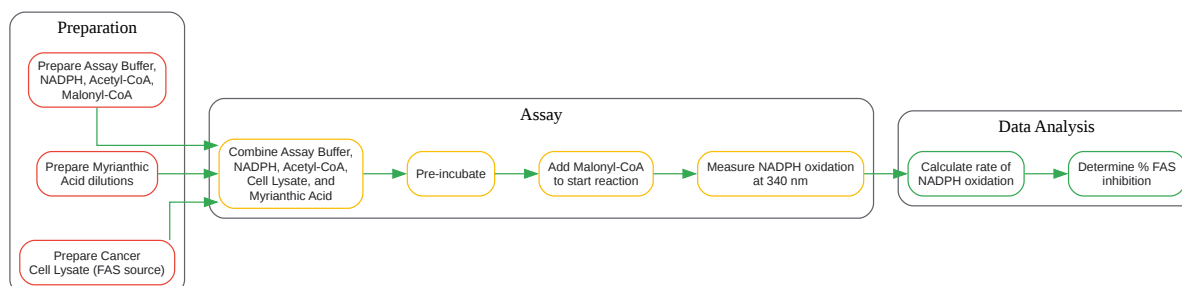 Preparation
Prepare Assay Buffer,
NADPH, Acetyl-CoA,
Malonyl-CoA
Prepare Myrianthic
Acid dilutions
Prepare Cancer
Cell Lysate (FAS source)
Assay
Combine Assay Buffer,
NADPH, Acetyl-CoA,
Cell Lysate, and
Myrianthic Acid
Pre-incubate
Add Malonyl-CoA
to start reaction
Measure NADPH oxidation
at 340 nm
Data Analysis
Calculate rate of
NADPH oxidation
Determine % FAS
inhibition